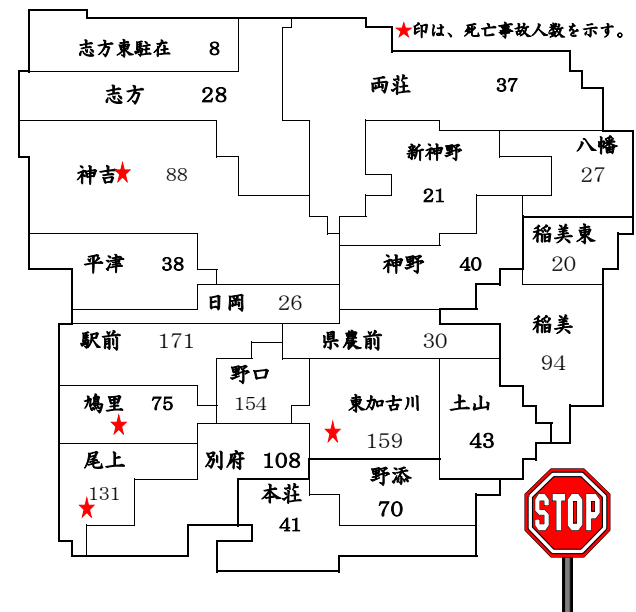 ★印は、死亡事故人数を示す。
志方東駐在 8
志方 28
両荘 37
新神野
21
八幡
27
神吉★ 88
稲美東
20
平津 38
神野 40
日岡 26
稲美
94
駅前 171
県農前 30
野口
154
鳩里 75
★
東加古川
★ 159
土山
43
尾上
131
★
別府 108
本荘
41
野添
70
STOP